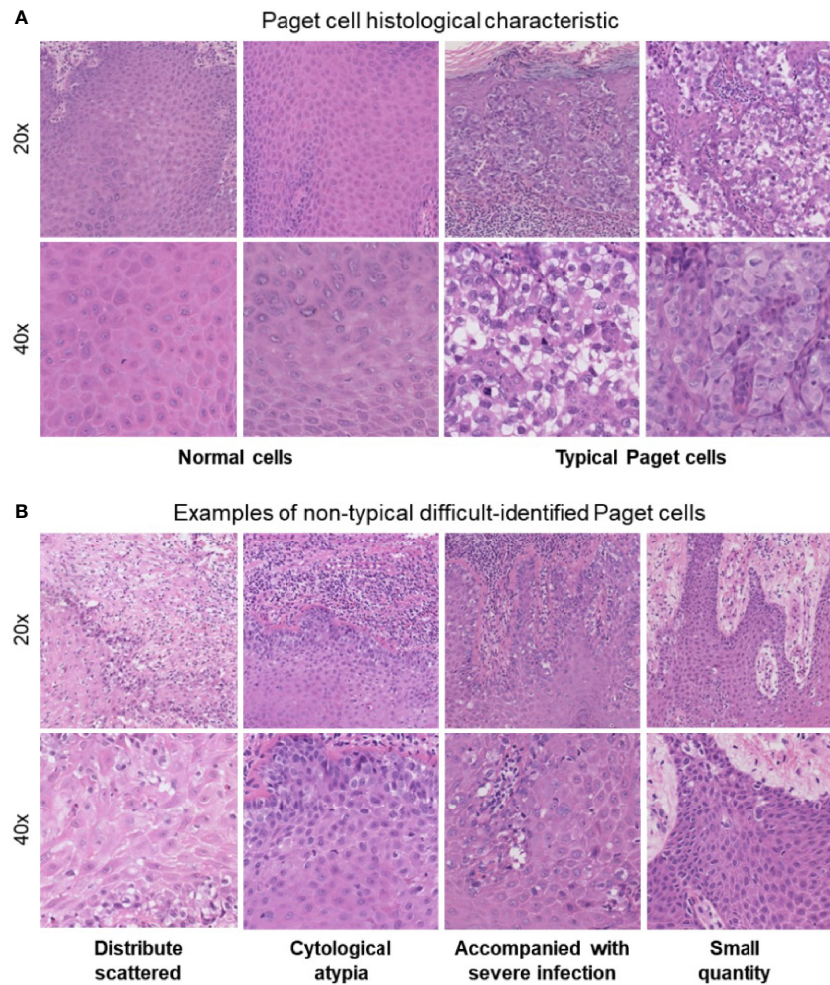 A
Paget cell histological characteristic
20x
40x
Normal cells
Typical Paget cells
B
Examples of non-typical difficult-identified Paget cells
20x
40x
Distribute
scattered
Cytological
atypia
Accompanied with
severe infection
Small
quantity